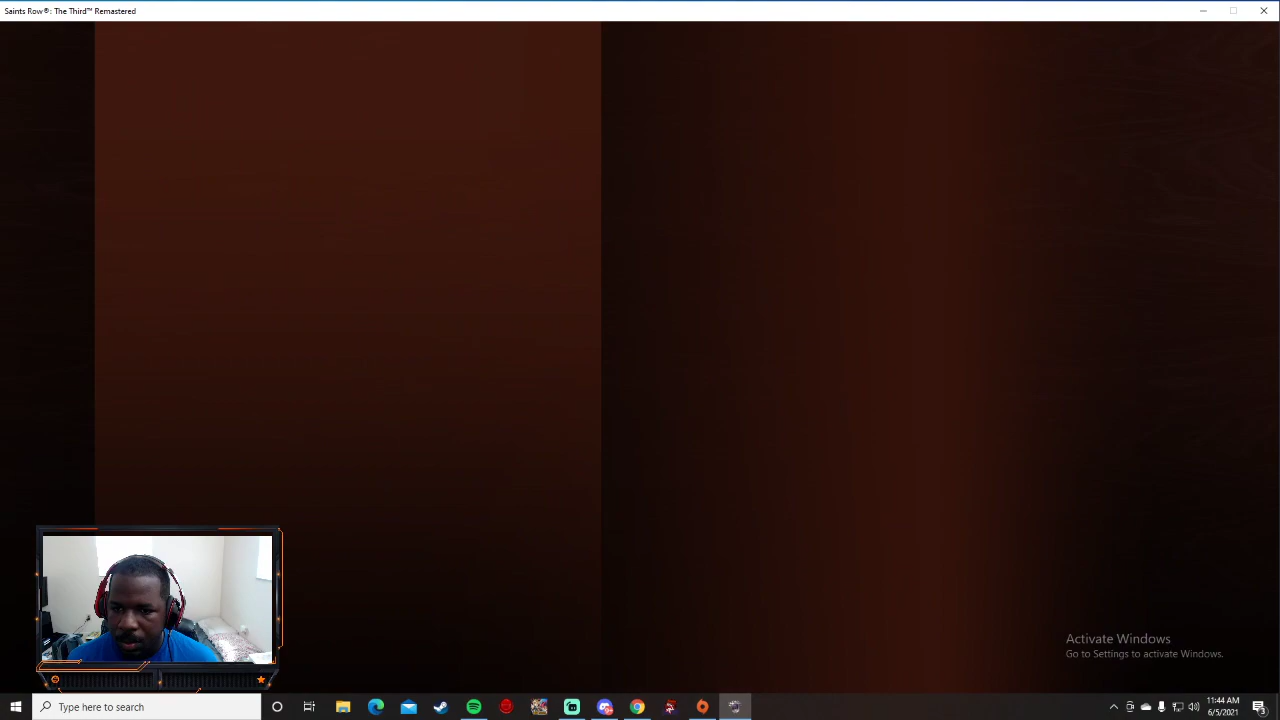 Saints Row®: The Third™ Remastered
Activate Windows
Go to Settings to activate Windows.
Type here to search
11:44 AM
6/5/2021